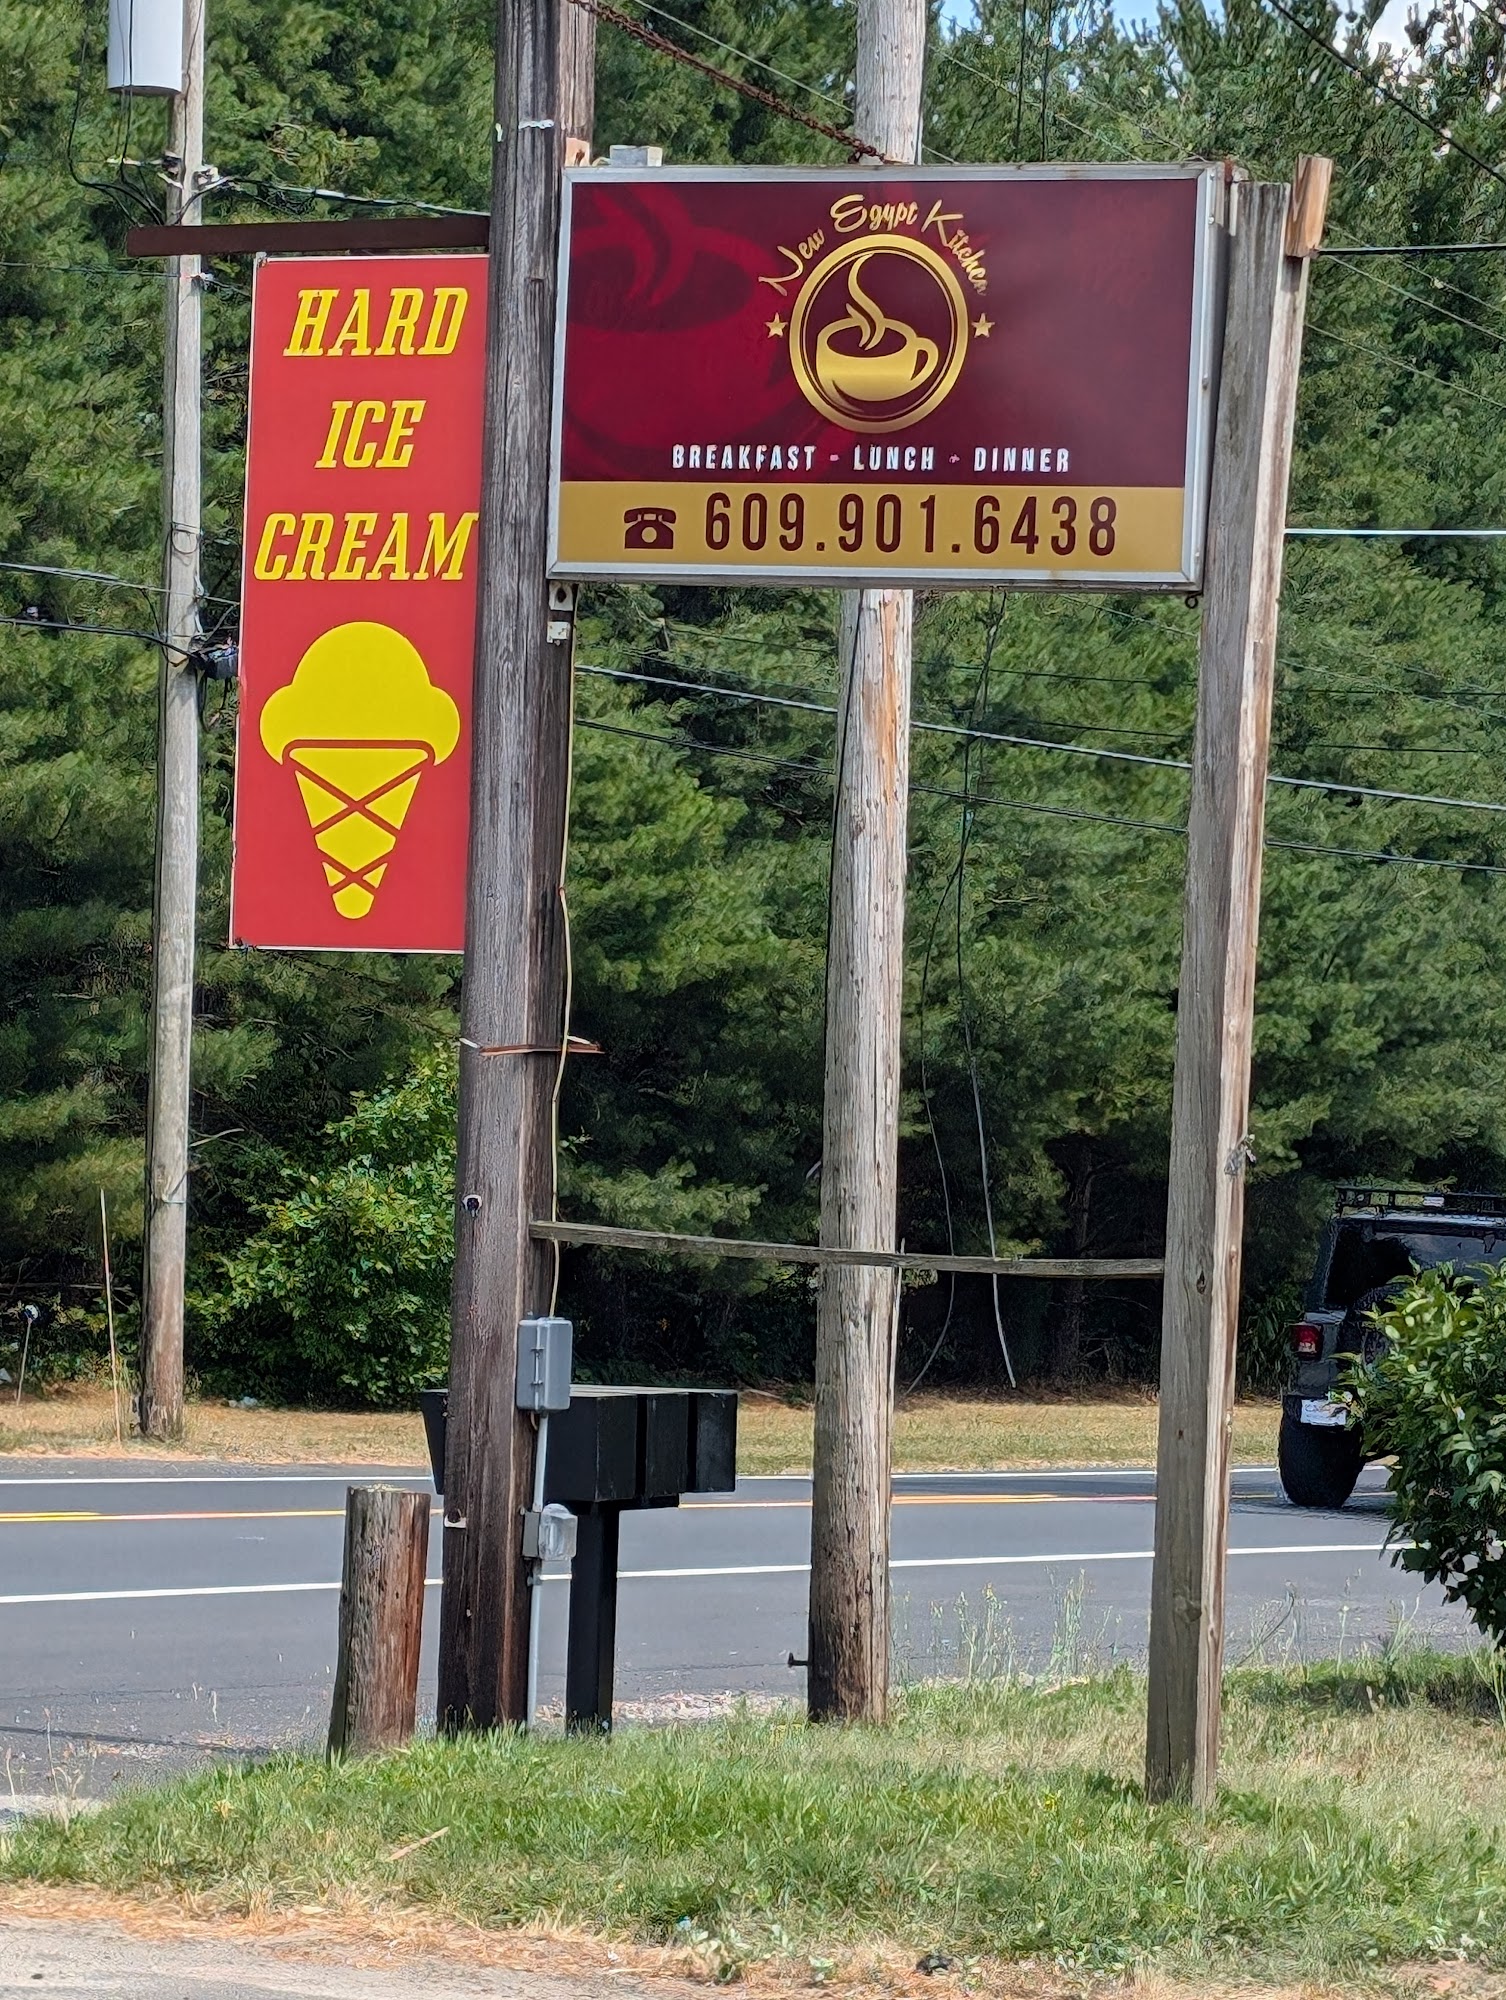 HARD
ICE
CREAM
New Egypt Kitchen
BREAKFAST - LUNCH - DINNER
609.901.6438